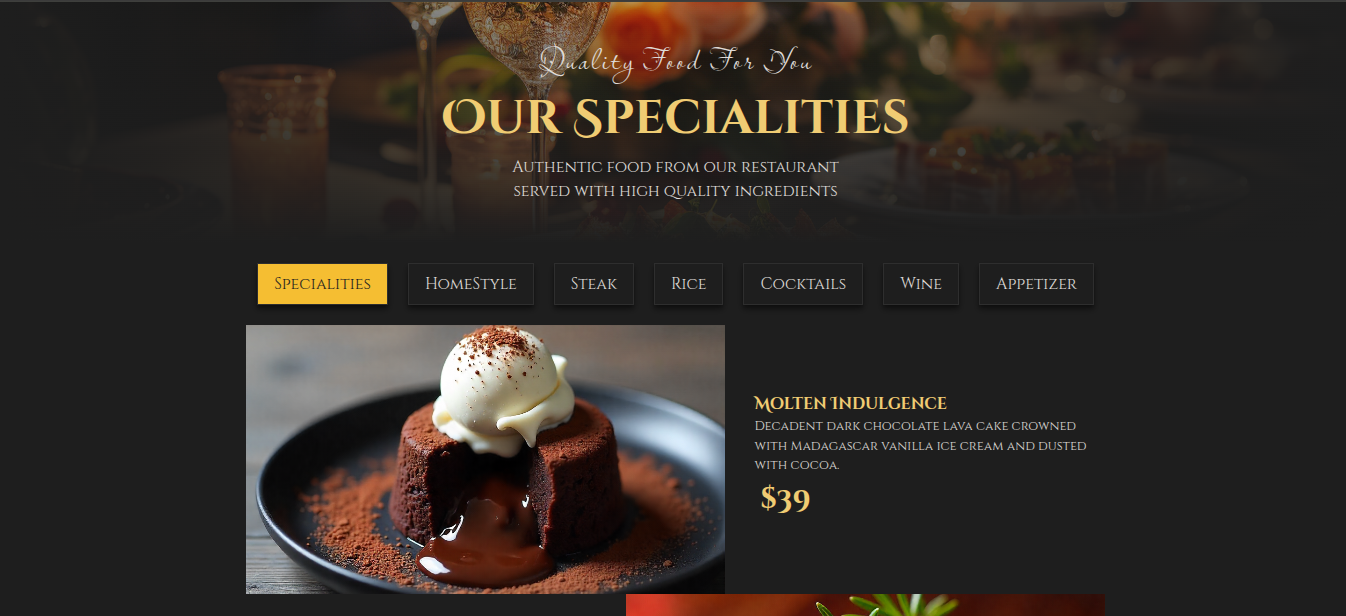 Quality Food For You
Our Specialities
Authentic food from our restaurant
served with high quality ingredients
Specialities
HomeStyle
Steak
Rice
Cocktails
Wine
Appetizer
Molten Indulgence
Decadent dark chocolate lava cake crowned
with Madagascar vanilla ice cream and dusted
with cocoa.
$39